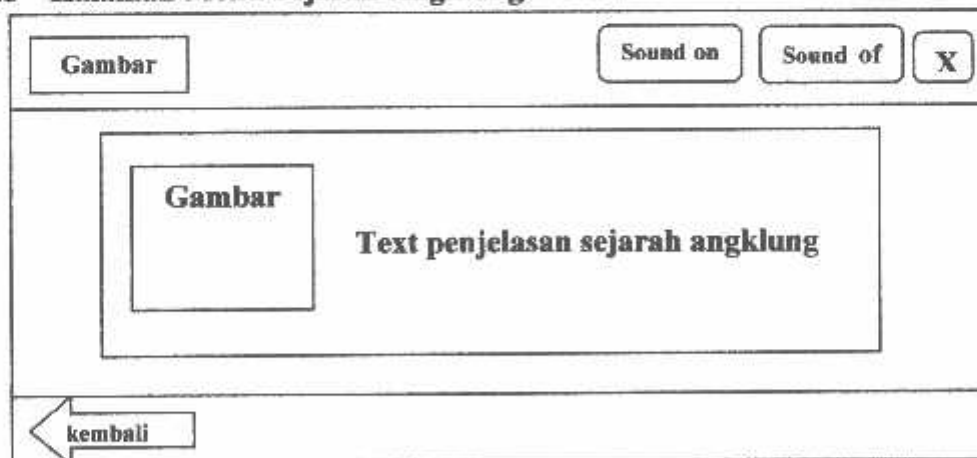 Gambar
Sound on
Sound of
X
Gambar
Text penjelasan sejarah angklung
kembali